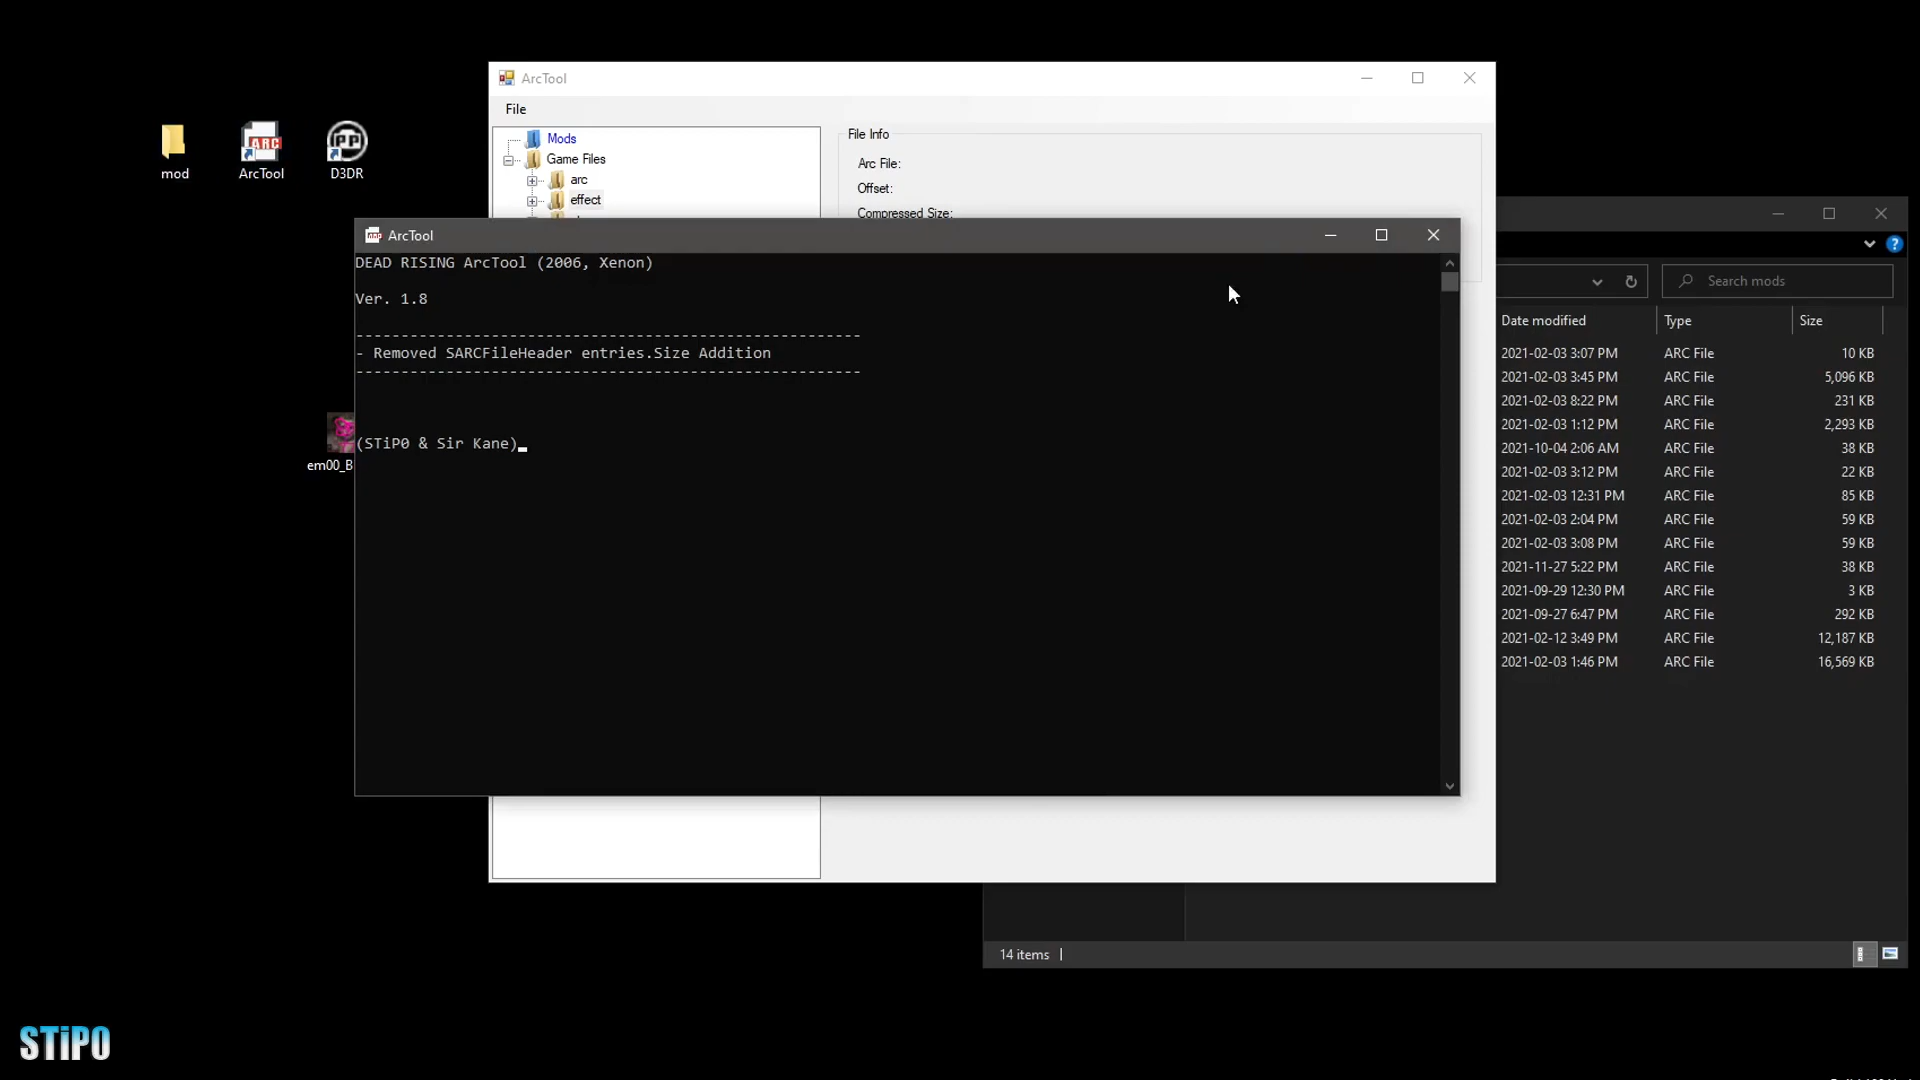 ArcTool
File
Mods
Game Files
arc
effect
File Info
Arc File:
Offset:
Compressed Size:
mod
ArcTool
D3DR
em00_B
ArcTool
DEAD RISING ArcTool (2006, Xenon)
Ver. 1.8
--------------------------------------------------------
- Removed SARCFileHeader entries.Size Addition
--------------------------------------------------------
(STiP0 & Sir Kane)
Search mods
Date modified Type Size
2021-02-03 3:07 PM ARC File 10 KB
2021-02-03 3:45 PM ARC File 5,096 KB
2021-02-03 8:22 PM ARC File 231 KB
2021-02-03 1:12 PM ARC File 2,293 KB
2021-10-04 2:06 AM ARC File 38 KB
2021-02-03 3:12 PM ARC File 22 KB
2021-02-03 12:31 PM ARC File 85 KB
2021-02-03 2:04 PM ARC File 59 KB
2021-02-03 3:08 PM ARC File 59 KB
2021-11-27 5:22 PM ARC File 38 KB
2021-09-29 12:30 PM ARC File 3 KB
2021-09-27 6:47 PM ARC File 292 KB
2021-02-12 3:49 PM ARC File 12,187 KB
2021-02-03 1:46 PM ARC File 16,569 KB
14 items
STiP0